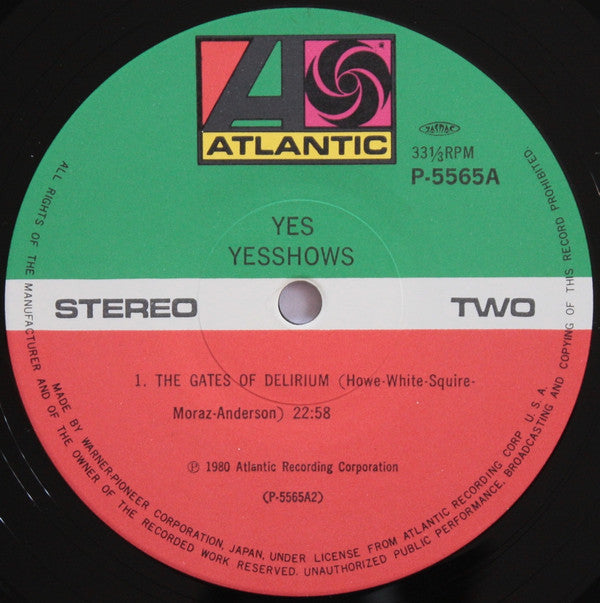 ATLANTIC
JASRAC
33⅓RPM
P-5565A
YES
YESSHOWS
STEREO
TWO
1. THE GATES OF DELIRIUM (Howe-White-Squire-
Moraz-Anderson) 22:58
℗ 1980 Atlantic Recording Corporation
(P-5565A2)
ALL RIGHTS OF THE MANUFACTURER AND OF THE OWNER OF THE RECORDED WORK RESERVED. UNAUTHORIZED PUBLIC PERFORMANCE, BROADCASTING AND COPYING OF THIS RECORD PROHIBITED.
MADE BY WARNER-PIONEER CORPORATION, JAPAN, UNDER LICENSE FROM ATLANTIC RECORDING CORP. U.S.A.